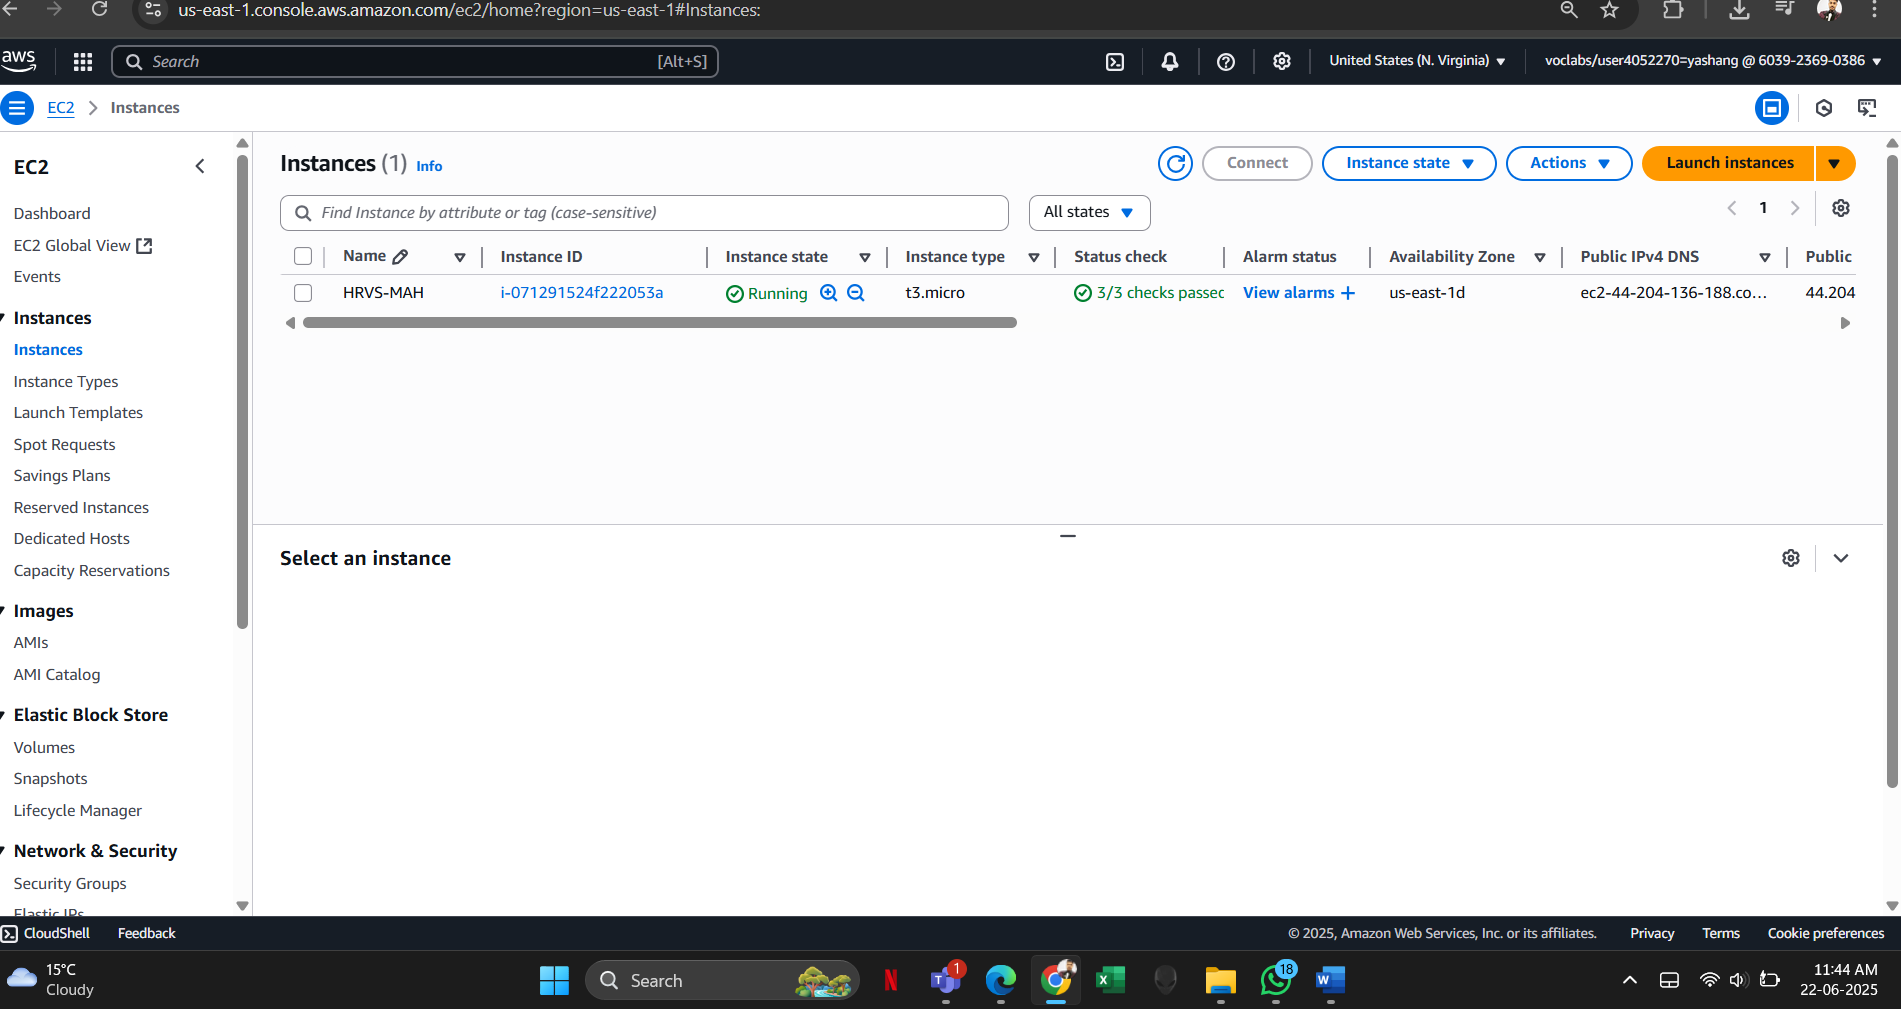 us-east-1.console.aws.amazon.com/ec2/home?region=us-east-1#Instances:
aws
Search
[Alt+S]
United States (N. Virginia)
voclabs/user4052270=yashang @ 6039-2369-0386
EC2
Instances
EC2
Dashboard
EC2 Global View
Events
Instances
Instances
Instance Types
Launch Templates
Spot Requests
Savings Plans
Reserved Instances
Dedicated Hosts
Capacity Reservations
Images
AMIs
AMI Catalog
Elastic Block Store
Volumes
Snapshots
Lifecycle Manager
Network & Security
Security Groups
Elastic IPs
Instances (1) Info
Connect
Instance state
Actions
Launch instances
Find Instance by attribute or tag (case-sensitive)
All states
1
Name Instance ID Instance state Instance type Status check Alarm status Availability Zone Public IPv4 DNS Public
HRVS-MAH i-071291524f222053a Running t3.micro 3/3 checks passed View alarms + us-east-1d ec2-44-204-136-188.co... 44.204
Select an instance
CloudShell
Feedback
© 2025, Amazon Web Services, Inc. or its affiliates.
Privacy
Terms
Cookie preferences
15°C
Cloudy
Search
1
18
11:44 AM
22-06-2025